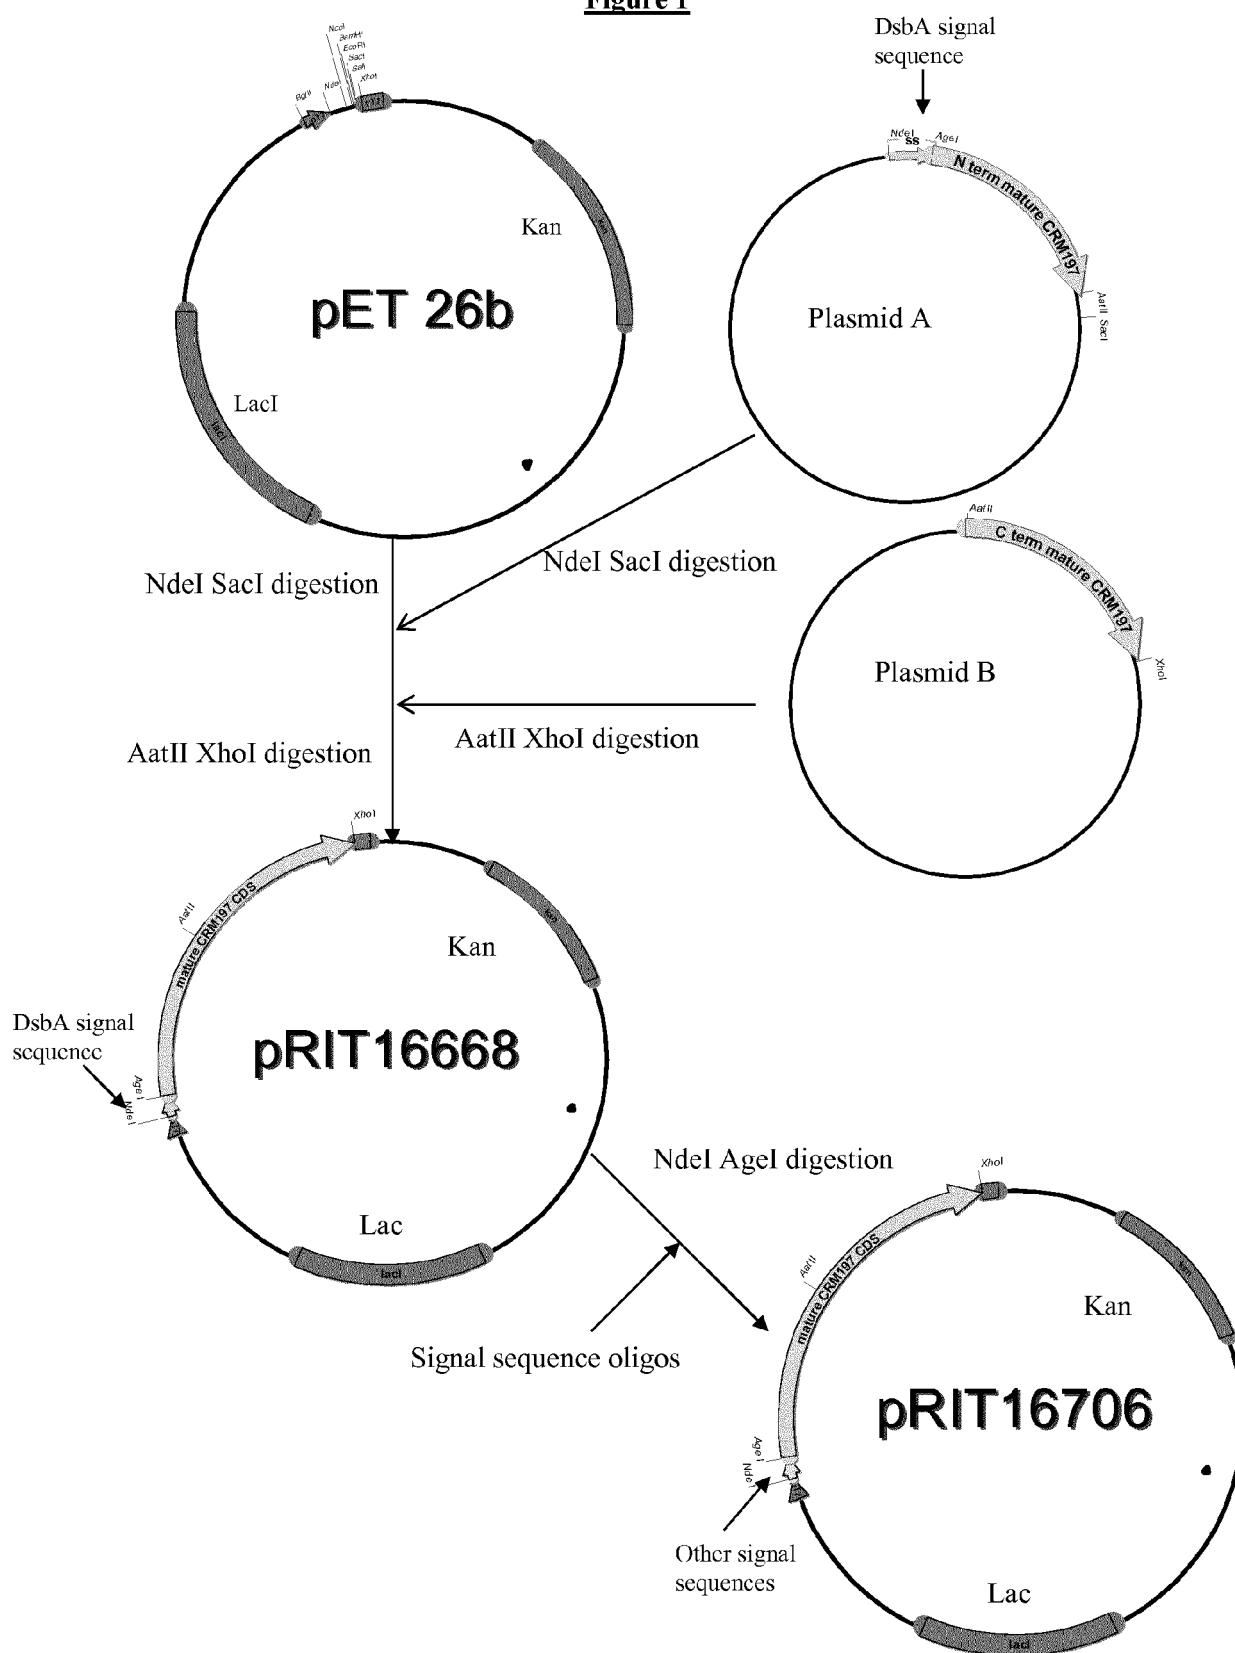 Figure 1
DsbA signal
sequence
NcoI
BamHI
EcoRI
SacI
SalI
XhoI
NdeI
BglII
Kan
pET 26b
LacI
lacI
NdeI
ss
AgeI
N term mature CRM197
AatII SacI
Plasmid A
NdeI SacI digestion
NdeI SacI digestion
AatII
C term mature CRM197
XhoI
Plasmid B
AatII XhoI digestion
AatII XhoI digestion
XhoI
AatII
mature CRM197 CDS
kan
Kan
pRIT16668
DsbA signal
sequence
AgeI
NdeI
Lac
lacI
NdeI AgeI digestion
Signal sequence oligos
XhoI
AatII
mature CRM197 CDS
kan
Kan
pRIT16706
AgeI
NdeI
Other signal
sequences
Lac
lacI